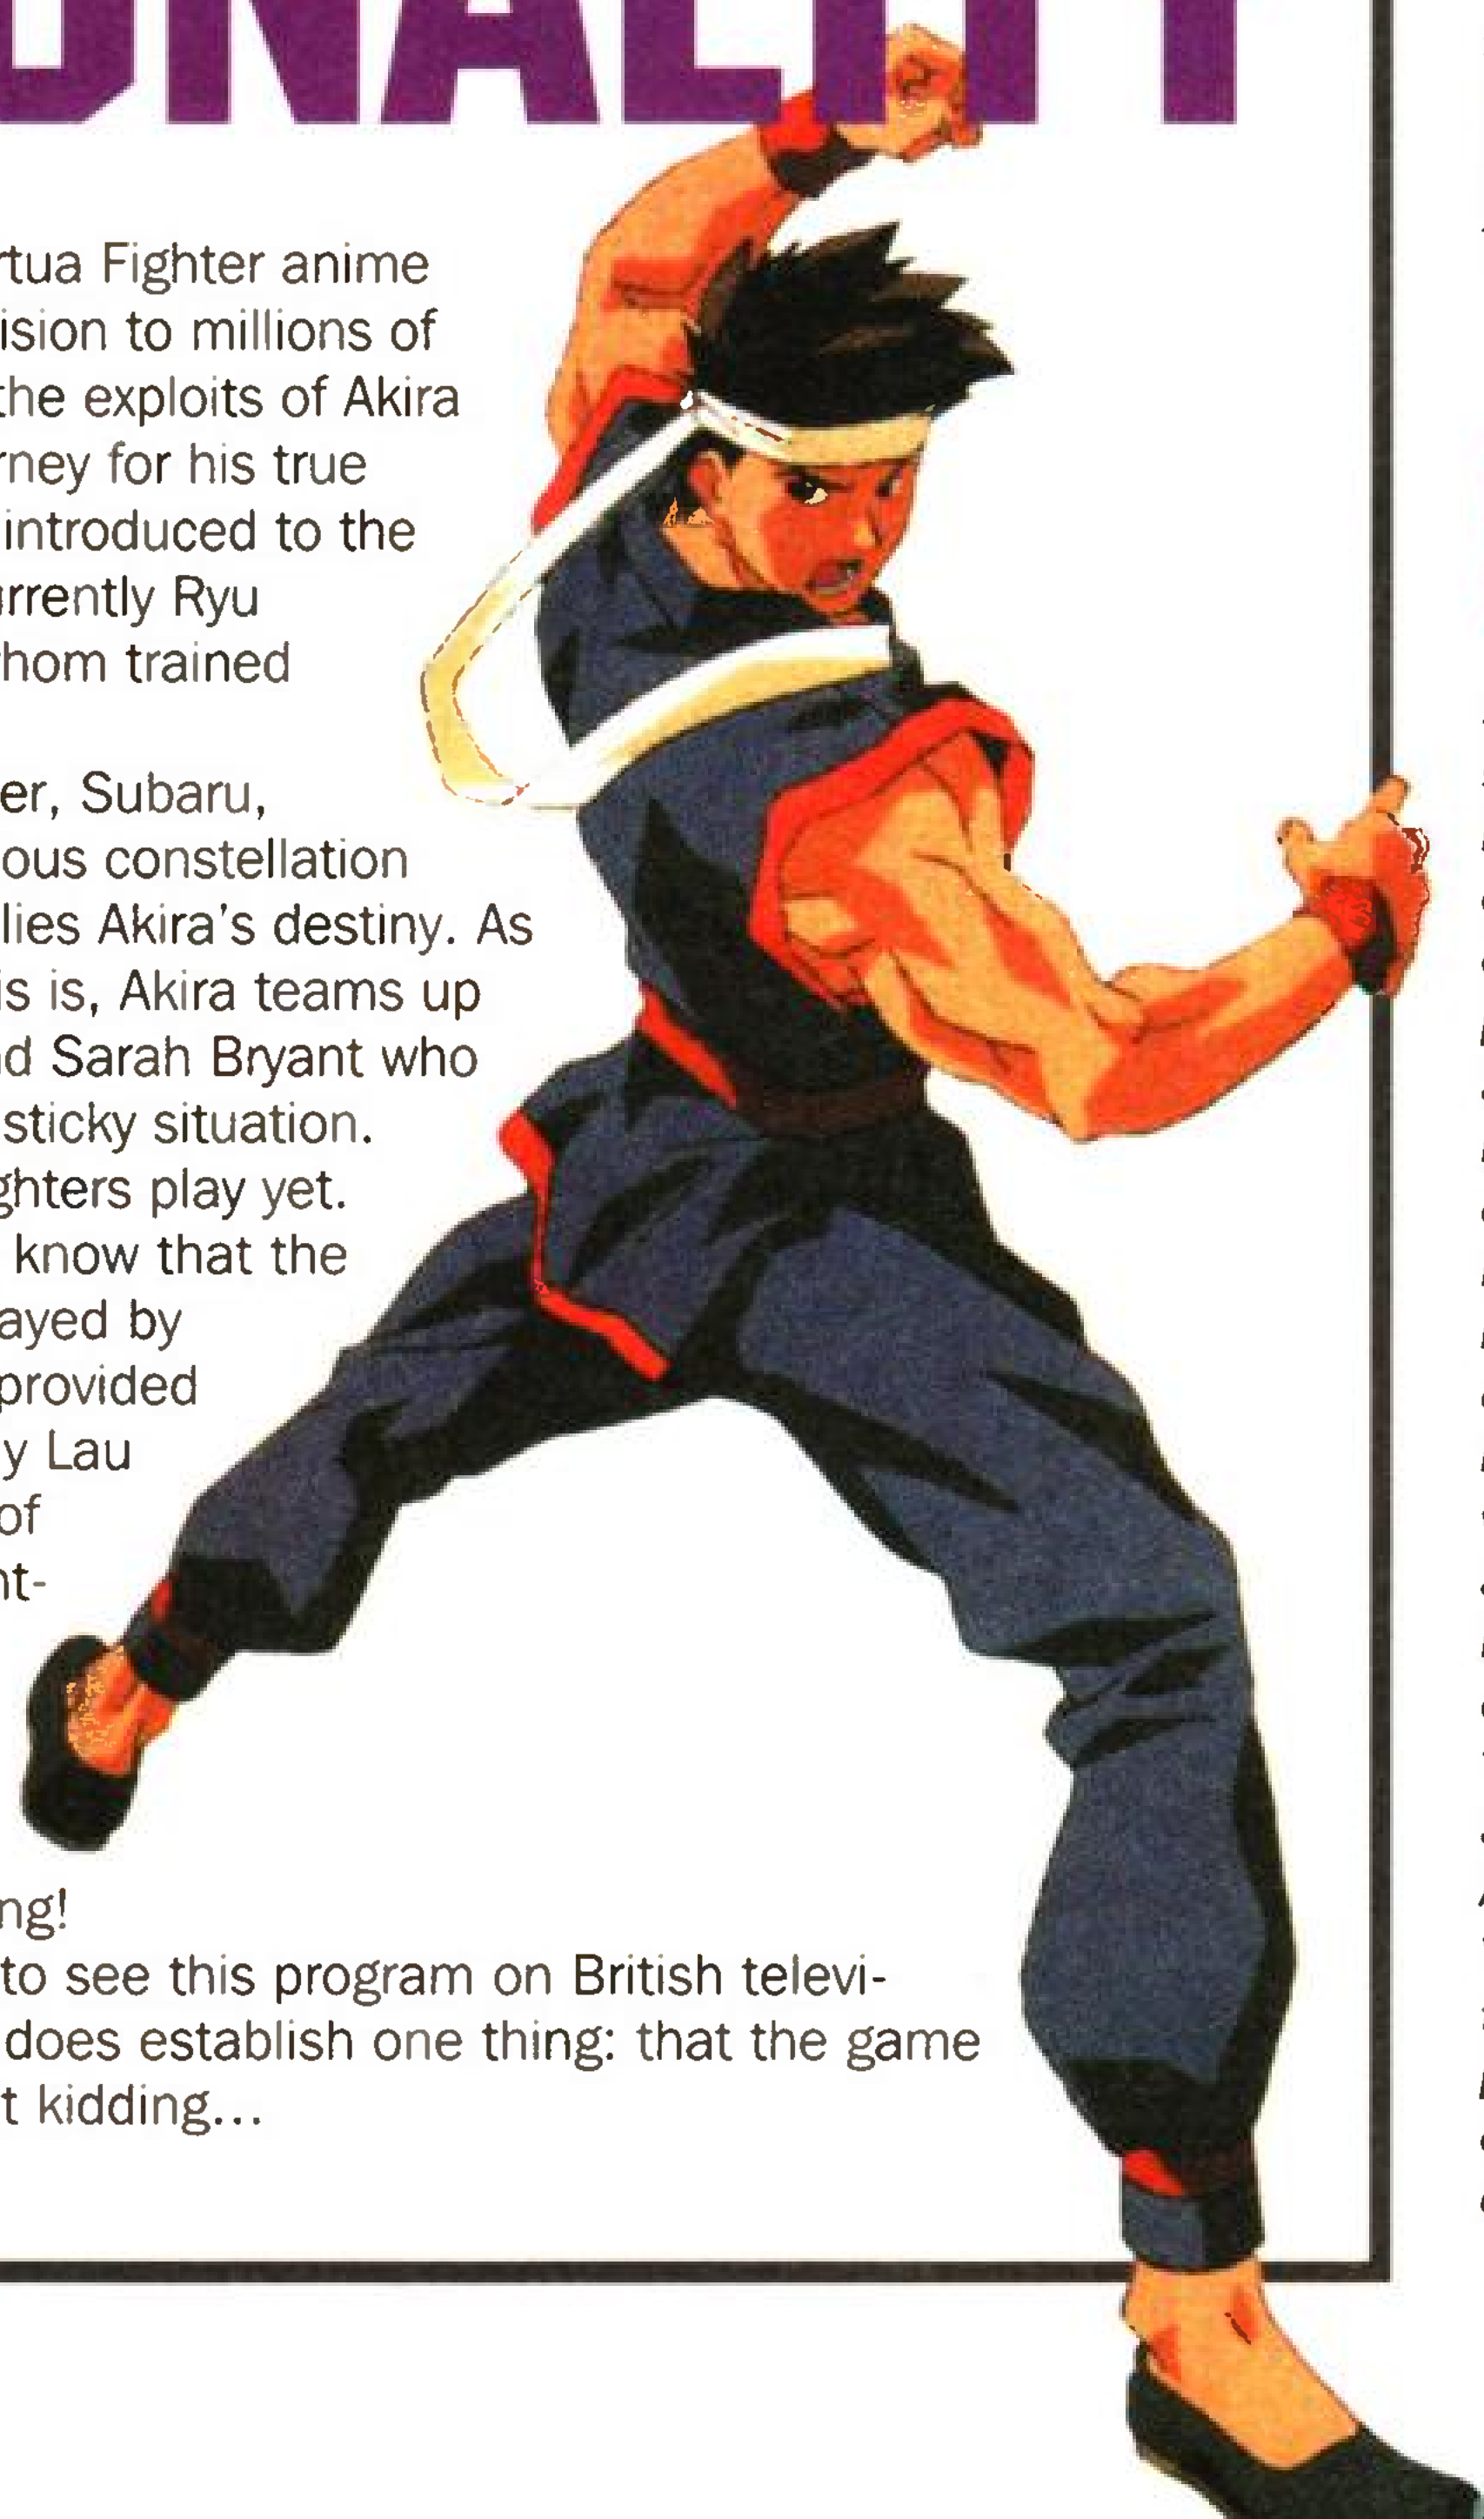 ONALITY
rtua Fighter anime
ision to millions of
the exploits of Akira
rney for his true
introduced to the
urrently Ryu
hom trained
er, Subaru,
ous constellation
lies Akira's destiny. As
is is, Akira teams up
nd Sarah Bryant who
sticky situation.
ghters play yet.
know that the
ayed by
provided
y Lau
of
nt-
ng!
to see this program on British televi-
does establish one thing: that the game
t kidding...